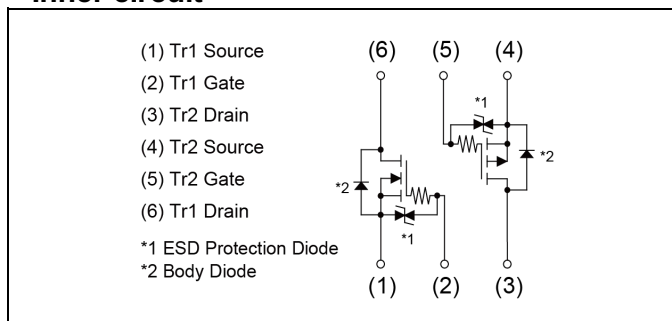 Inner circuit
(1) Tr1 Source
(2) Tr1 Gate
(3) Tr2 Drain
(4) Tr2 Source
(5) Tr2 Gate
(6) Tr1 Drain
*1 ESD Protection Diode
*2 Body Diode
(6) (5) (4)
*1
*2
*2
*1
(1) (2) (3)